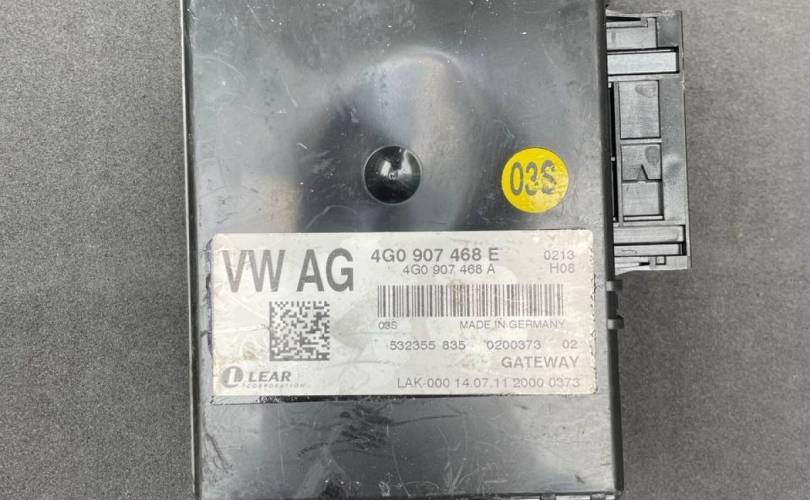 03S
VW AG
4G0 907 468 E
0213
4G0 907 468 A
H08
03S
MADE IN GERMANY
532355 835 0200373 02
GATEWAY
LEAR
CORPORATION
LAK-000 14.07.11 2000 0373